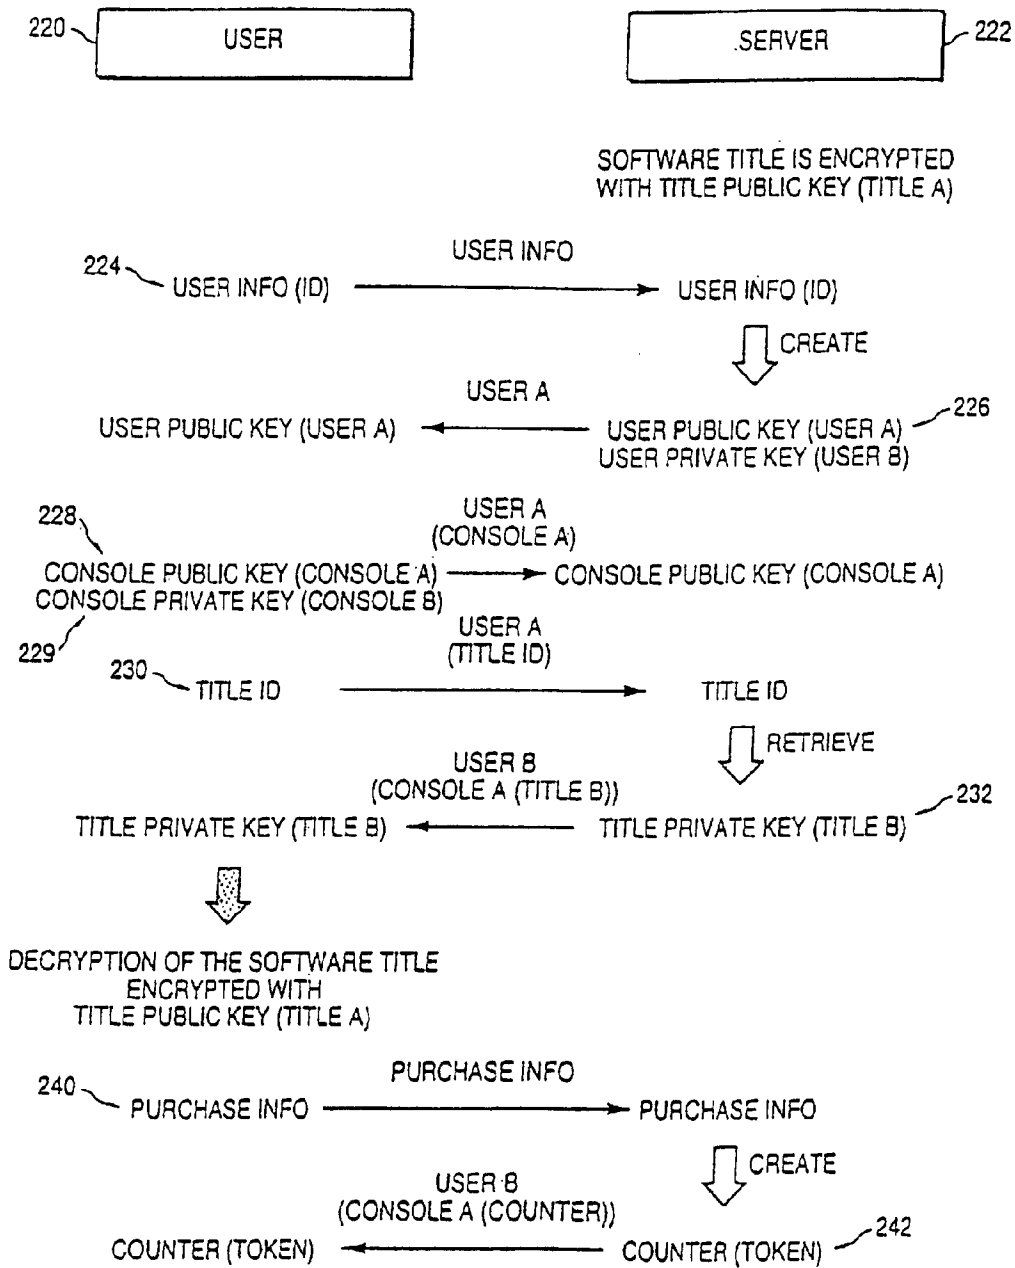 220
USER
.SERVER
222
SOFTWARE TITLE IS ENCRYPTED
WITH TITLE PUBLIC KEY (TITLE A)
USER INFO
224
USER INFO (ID)
USER INFO (ID)
CREATE
USER A
226
USER PUBLIC KEY (USER A)
USER PUBLIC KEY (USER A)
USER PRIVATE KEY (USER B)
228
USER A
(CONSOLE A)
CONSOLE PUBLIC KEY (CONSOLE A)
CONSOLE PUBLIC KEY (CONSOLE A)
CONSOLE PRIVATE KEY (CONSOLE B)
229
USER A
(TITLE ID)
230
TITLE ID
TITLE ID
RETRIEVE
USER B
(CONSOLE A (TITLE B))
232
TITLE PRIVATE KEY (TITLE B)
TITLE PRIVATE KEY (TITLE B)
DECRYPTION OF THE SOFTWARE TITLE
ENCRYPTED WITH
TITLE PUBLIC KEY (TITLE A)
PURCHASE INFO
240
PURCHASE INFO
PURCHASE INFO
CREATE
USER B
(CONSOLE A (COUNTER))
242
COUNTER (TOKEN)
COUNTER (TOKEN)